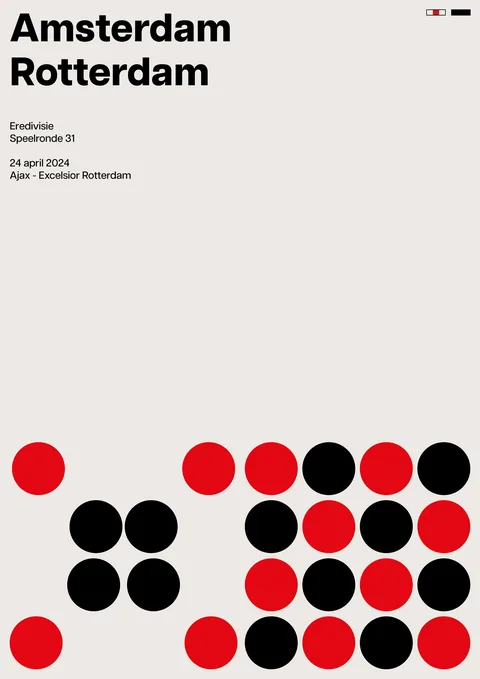 Amsterdam
Rotterdam
Eredivisie
Speelronde 31
24 april 2024
Ajax - Excelsior Rotterdam